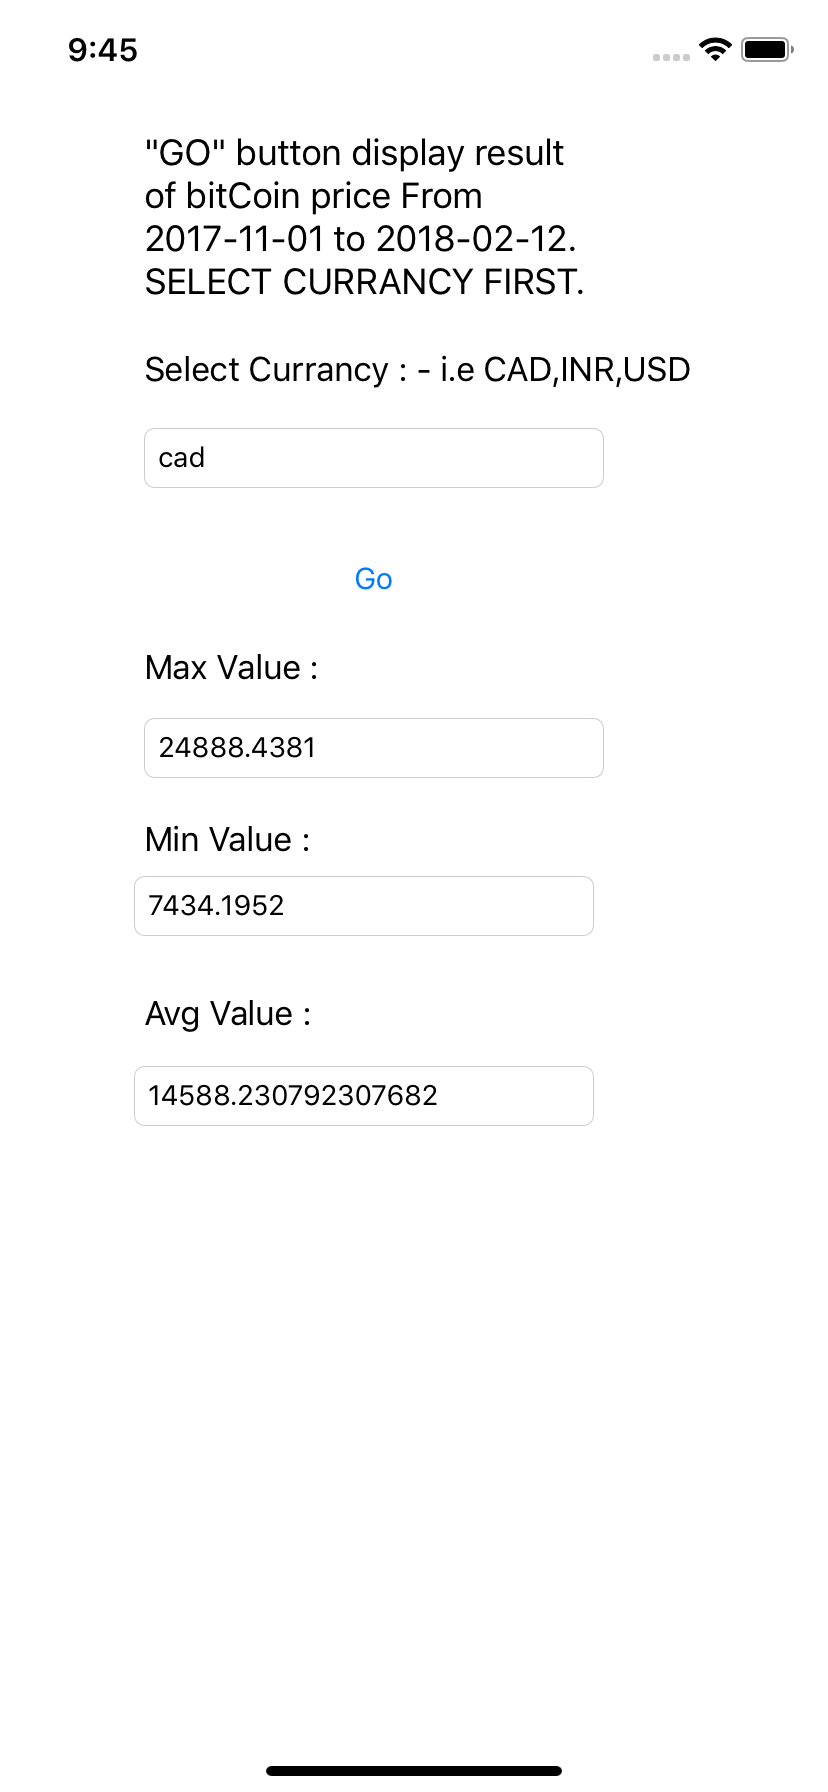 9:45
"GO" button display result
of bitCoin price From
2017-11-01 to 2018-02-12.
SELECT CURRANCY FIRST.
Select Currancy : - i.e CAD,INR,USD
cad
Go
Max Value :
24888.4381
Min Value :
7434.1952
Avg Value :
14588.230792307682